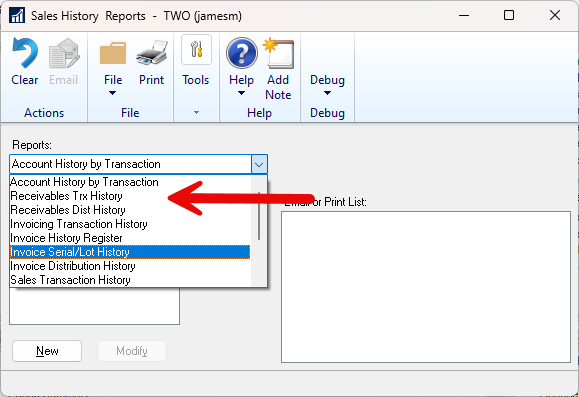 Sales History Reports - TWO (jamesm)
Clear
Email
File
Print
Tools
Help
Add Note
Debug
Actions
File
Help
Debug
Reports:
Account History by Transaction
Account History by Transaction
Receivables Trx History
Receivables Dist History
Invoicing Transaction History
Invoice History Register
Invoice Serial/Lot History
Invoice Distribution History
Sales Transaction History
Email or Print List:
New
Modify